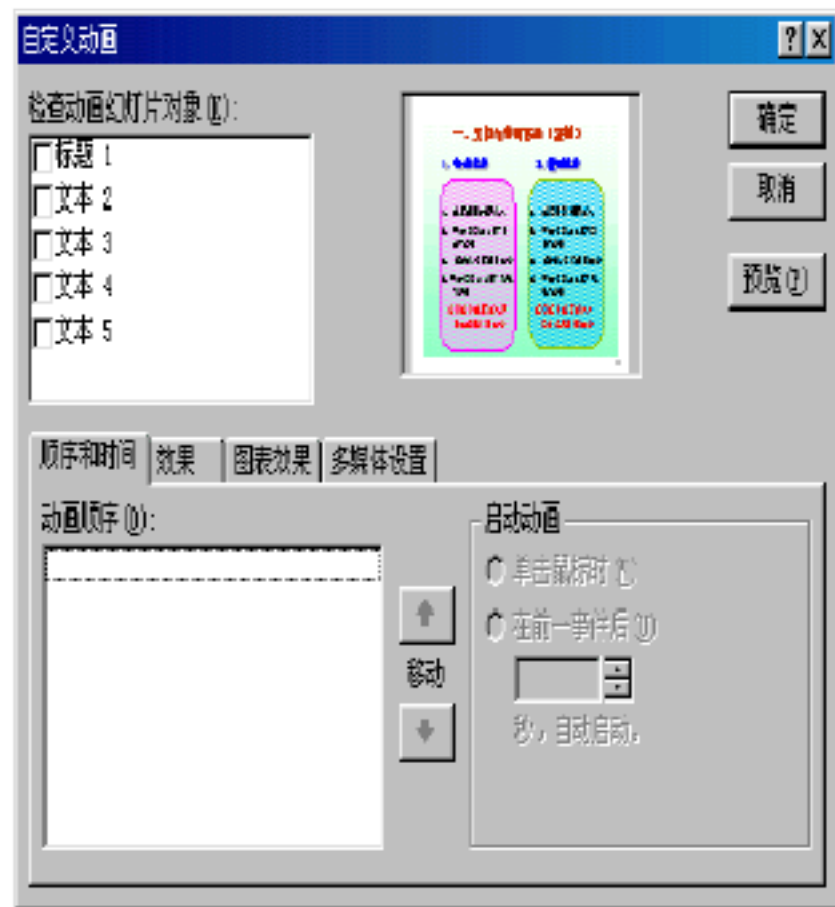 自定义动画
检查动画幻灯片对象(K):
标题 1
文本 2
文本 3
文本 4
文本 5
确定
取消
预览(P)
顺序和时间 效果 图表效果 多媒体设置
动画顺序(D):
移动
启动动画
单击鼠标时
在前一事件后(U)
秒，自动启动。